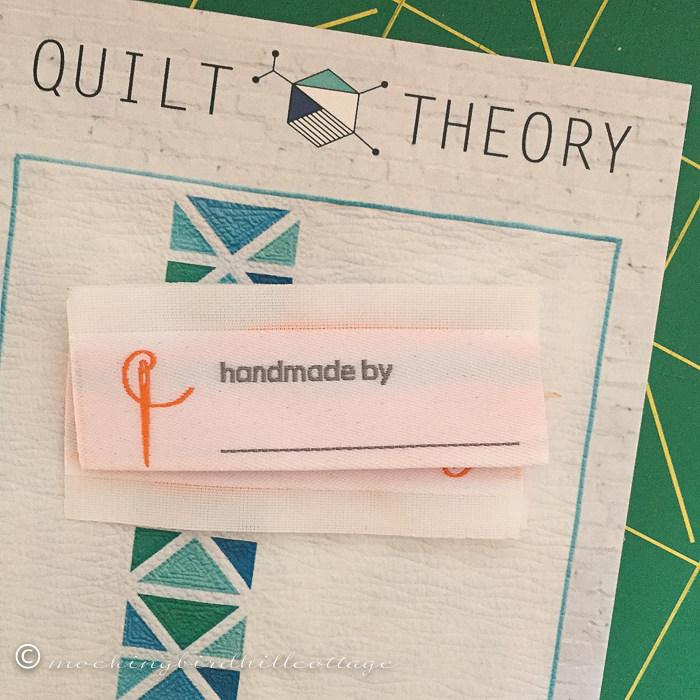 QUILT THEORY
handmade by
© mockingbirdhillcottage